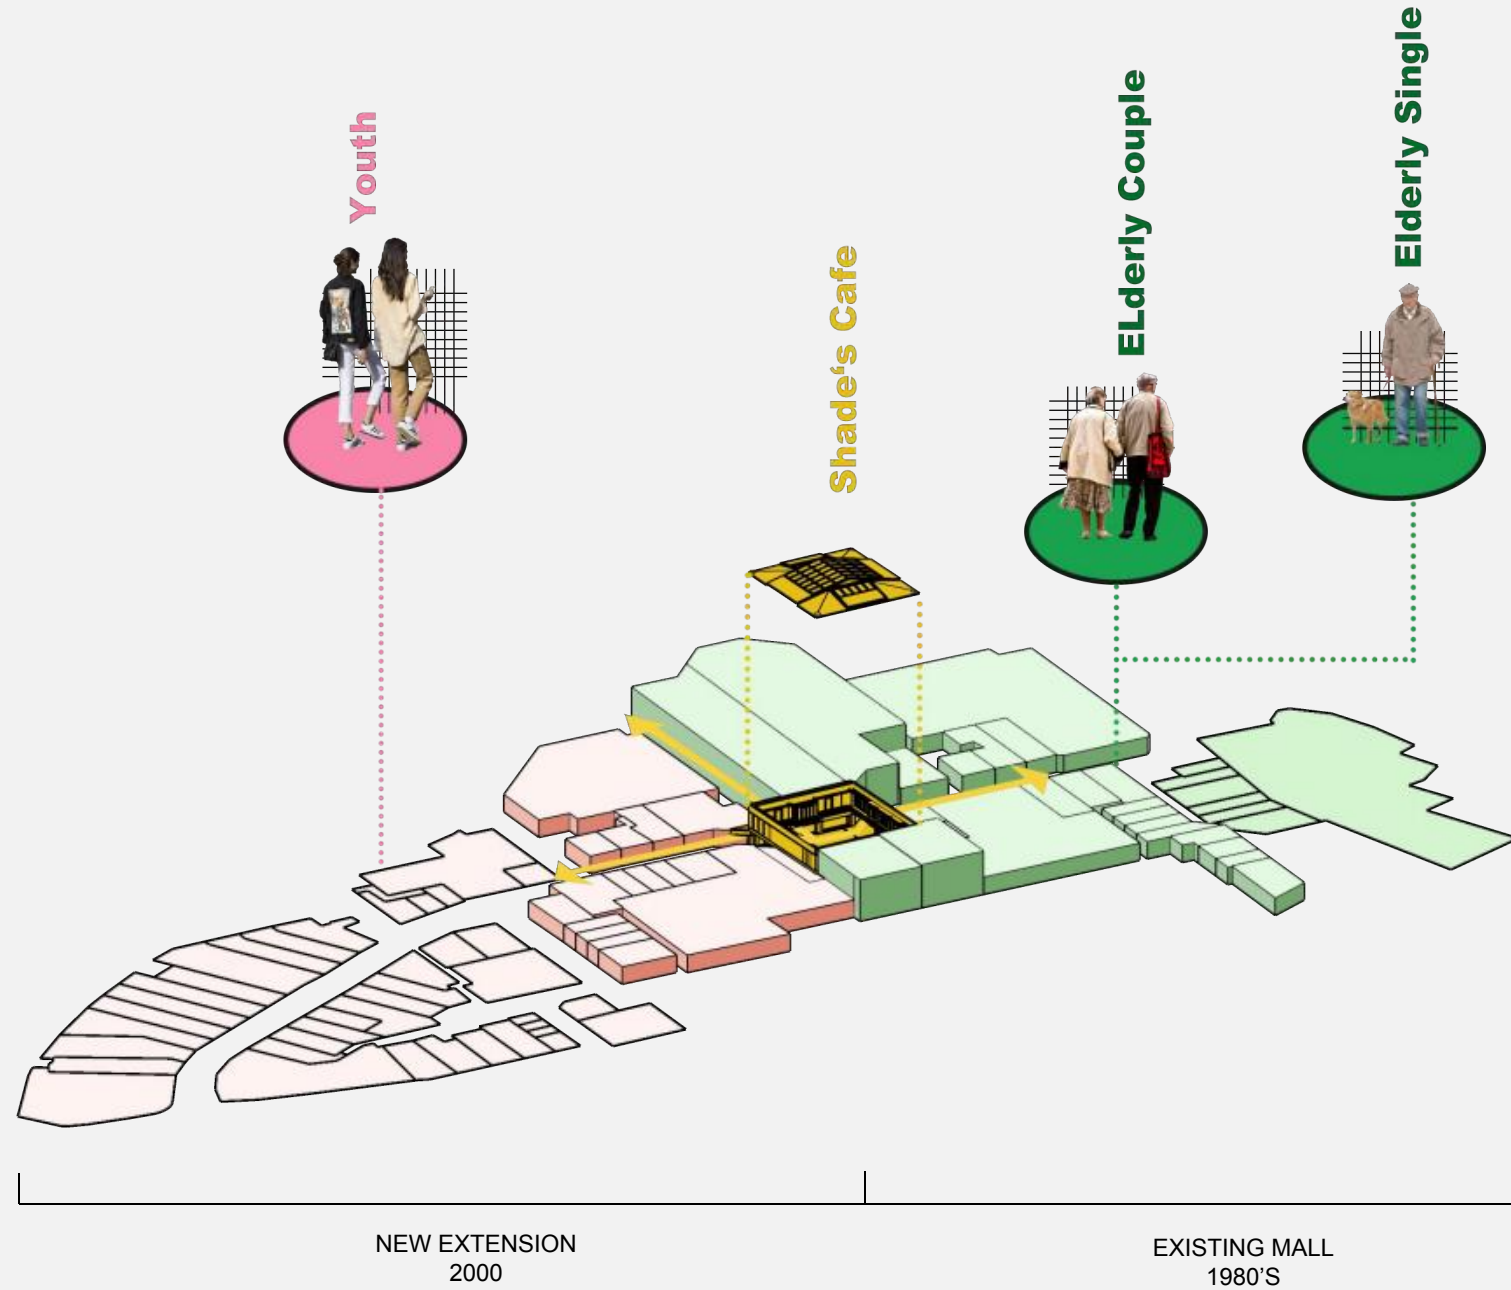 Youth
Shade‘s Cafe
ELderly Couple
Elderly Single
NEW EXTENSION
2000
EXISTING MALL
1980’S